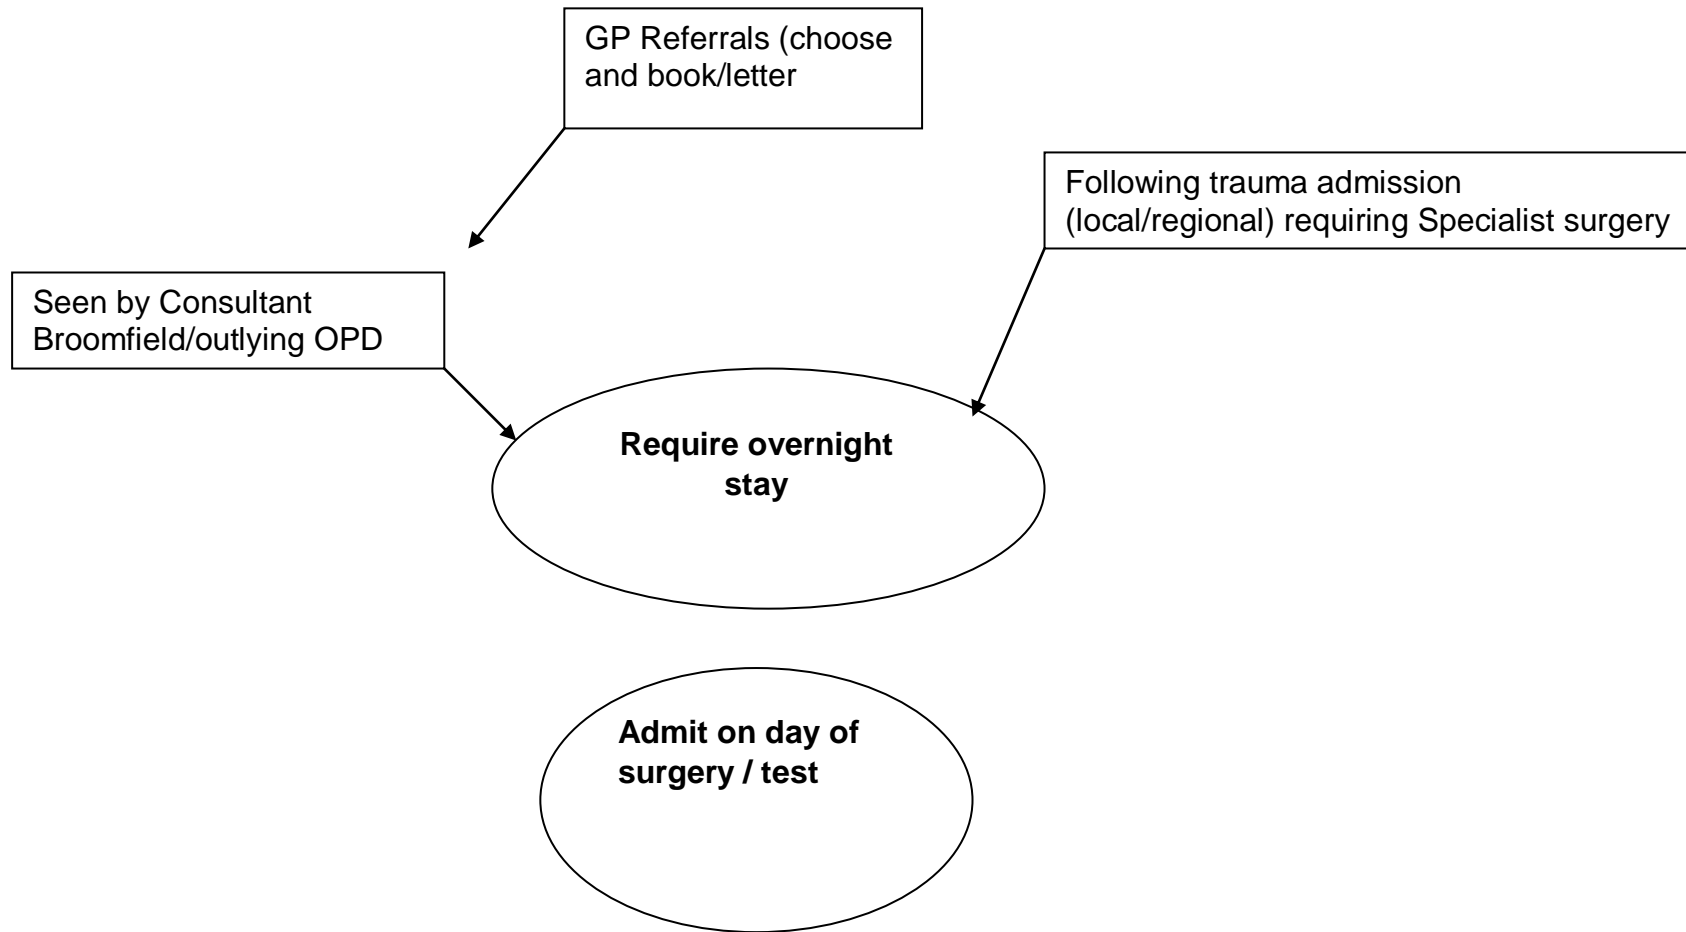 GP Referrals (choose
and book/letter
Following trauma admission
(local/regional) requiring Specialist surgery
Seen by Consultant
Broomfield/outlying OPD
Require overnight
stay
Admit on day of
surgery / test